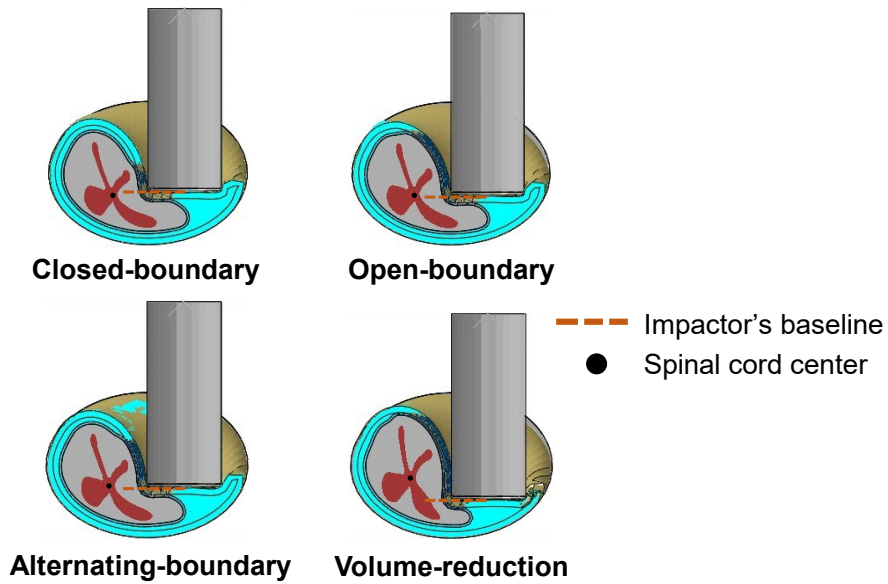 Closed-boundary
Open-boundary
Impactor’s baseline
Spinal cord center
Alternating-boundary
Volume-reduction